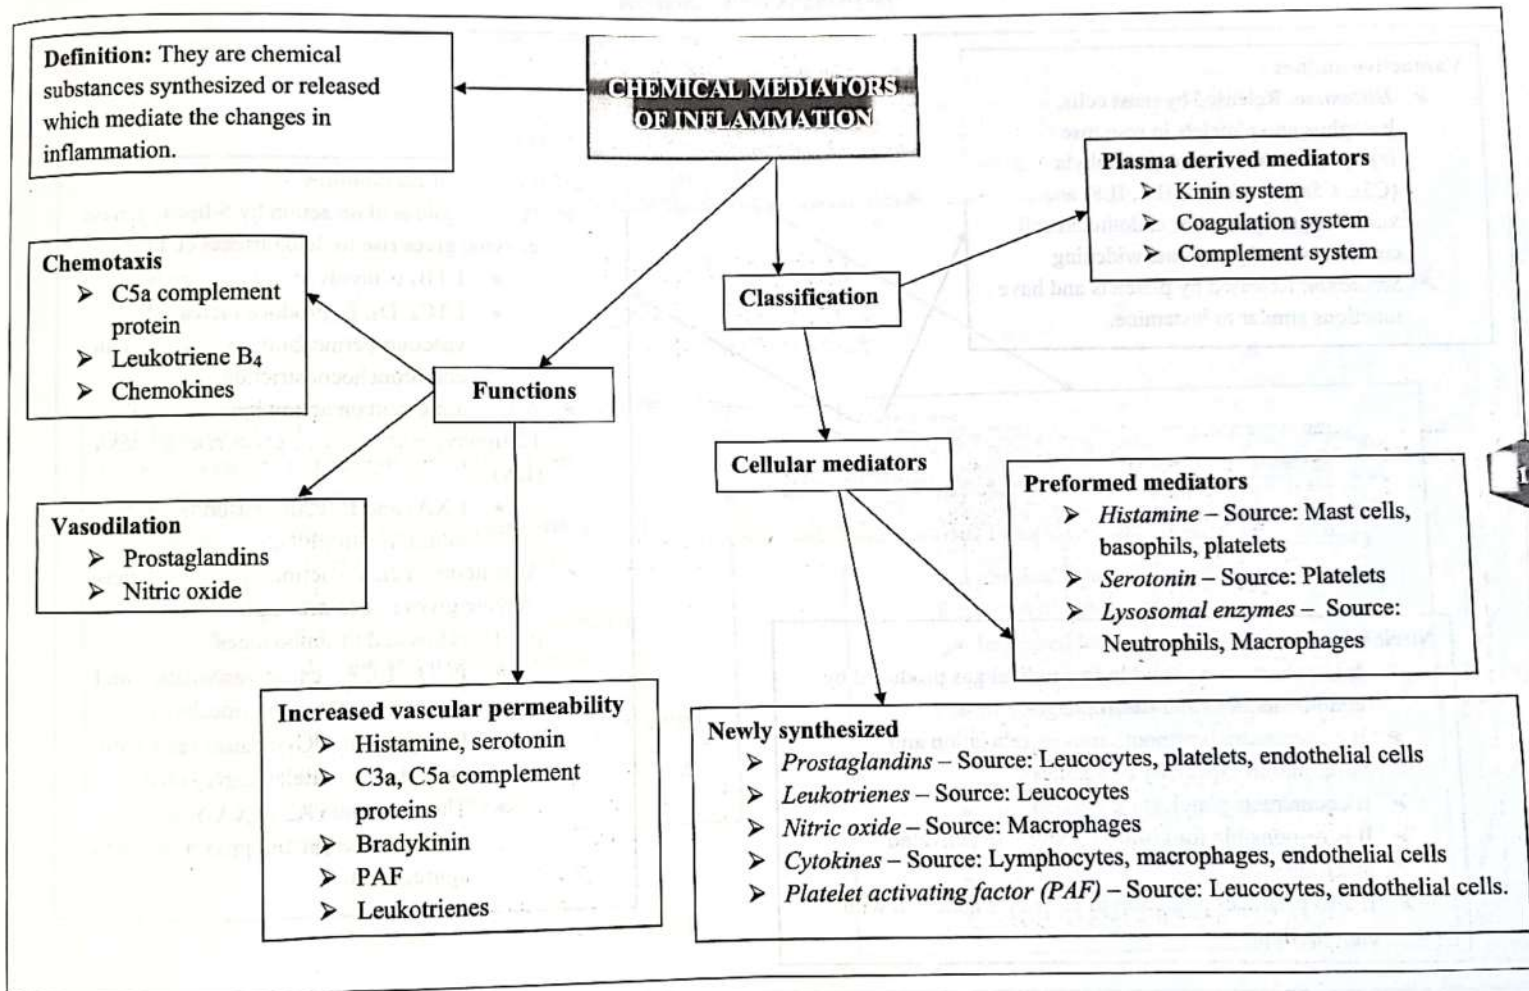 CHEMICAL MEDIATORS
OF INFLAMMATION
Definition: They are chemical
substances synthesized or released
which mediate the changes in
inflammation.
Plasma derived mediators
➢ Kinin system
➢ Coagulation system
➢ Complement system
Chemotaxis
➢ C5a complement
protein
➢ Leukotriene B₄
➢ Chemokines
Classification
Functions
Cellular mediators
Vasodilation
➢ Prostaglandins
➢ Nitric oxide
Preformed mediators
➢ Histamine – Source: Mast cells,
basophils, platelets
➢ Serotonin – Source: Platelets
➢ Lysosomal enzymes – Source:
Neutrophils, Macrophages
Increased vascular permeability
➢ Histamine, serotonin
➢ C3a, C5a complement
proteins
➢ Bradykinin
➢ PAF
➢ Leukotrienes
Newly synthesized
➢ Prostaglandins – Source: Leucocytes, platelets, endothelial cells
➢ Leukotrienes – Source: Leucocytes
➢ Nitric oxide – Source: Macrophages
➢ Cytokines – Source: Lymphocytes, macrophages, endothelial cells
➢ Platelet activating factor (PAF) – Source: Leucocytes, endothelial cells.